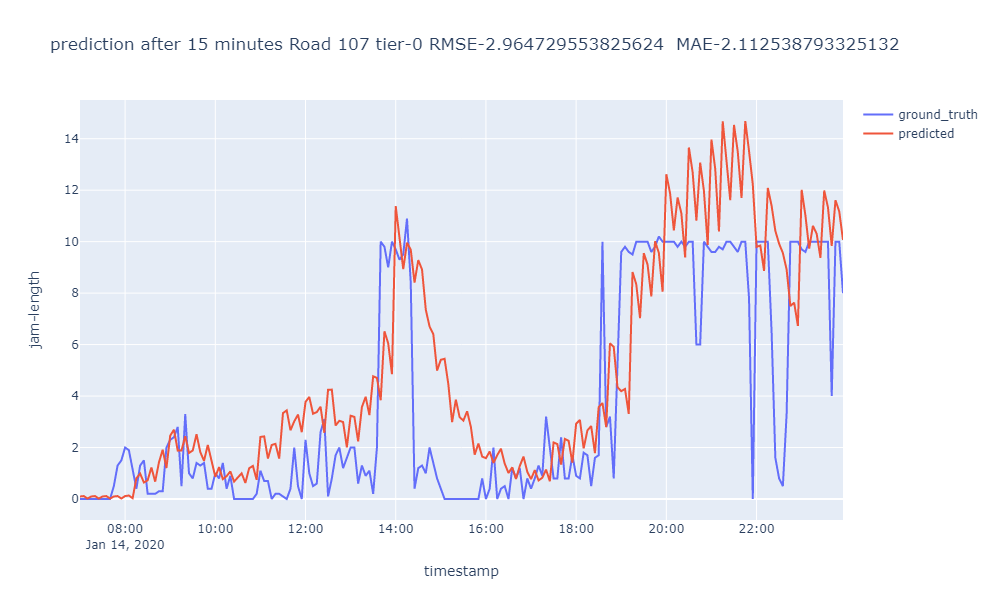 prediction after 15 minutes Road 107 tier-0 RMSE-2.964729553825624  MAE-2.112538793325132
ground_truth
predicted
14
12
10
8
6
4
2
0
jam-length
08:00 10:00 12:00 14:00 16:00 18:00 20:00 22:00
Jan 14, 2020
timestamp